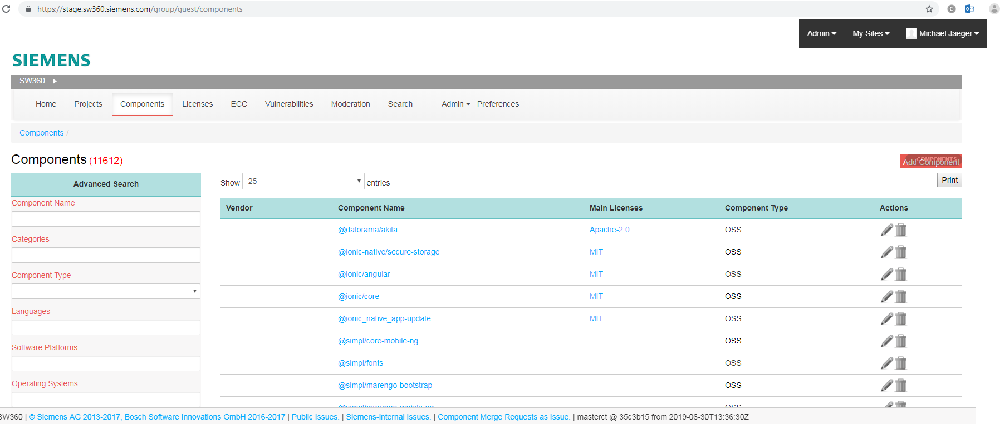 https://stage.sw360.siemens.com/group/guest/components
Admin My Sites Michael Jaeger
SIEMENS
SW360
Home Projects Components Licenses ECC Vulnerabilities Moderation Search Admin Preferences
Components /
Components (11612)
COMPONENTS
Add Component
Advanced Search
Show 25 entries
Print
Vendor Component Name Main Licenses Component Type Actions
Component Name
@datorama/akita Apache-2.0 OSS
Categories
@ionic-native/secure-storage MIT OSS
Component Type
@ionic/angular MIT OSS
@ionic/core MIT OSS
Languages
@ionic_native_app-update MIT OSS
@simpl/core-mobile-ng OSS
Software Platforms
@simpl/fonts OSS
Operating Systems
@simpl/marengo-bootstrap OSS
@simpl/marengo-mobile-ng
SW360 | © Siemens AG 2013-2017, Bosch Software Innovations GmbH 2016-2017 | Public Issues. | Siemens-internal Issues. | Component Merge Requests as Issue. | masterct @ 35c3b15 from 2019-06-30T13:36:30Z